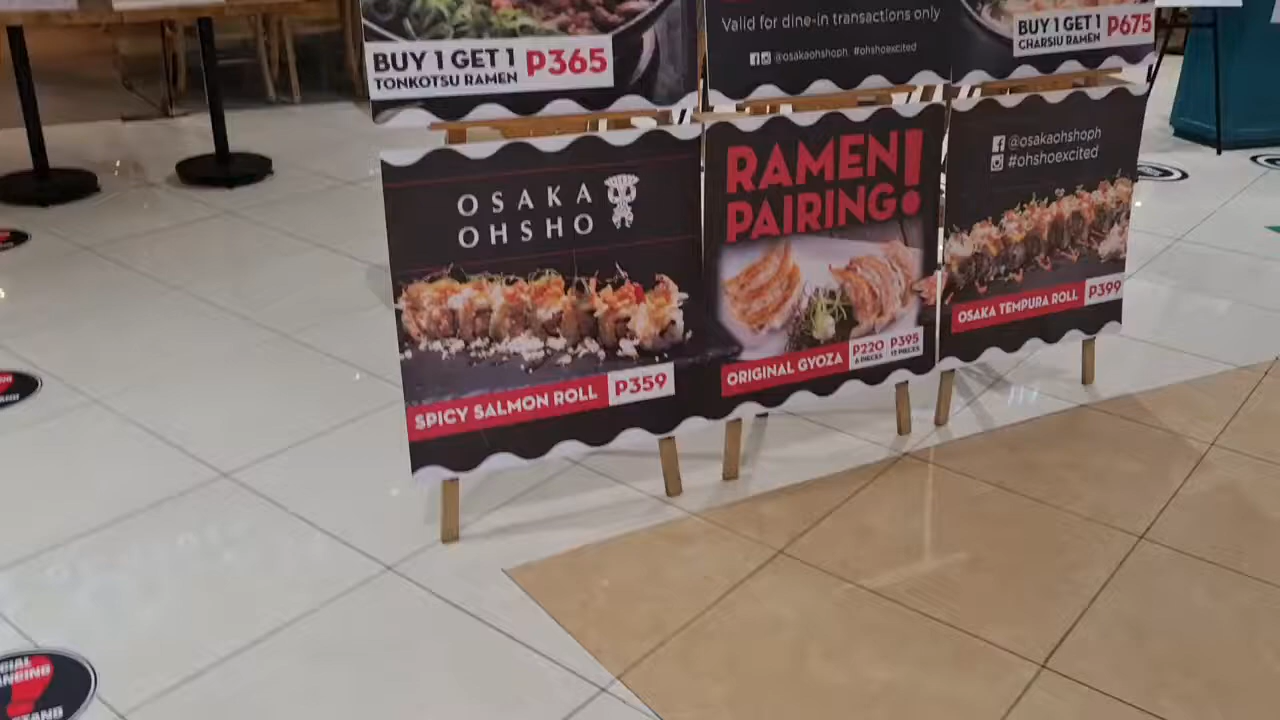 BUY 1 GET 1
TONKOTSU RAMEN
P365
Valid for dine-in transactions only
@osakaohshoph #ohshoexcited
BUY 1 GET 1
CHARSIU RAMEN
P675
OSAKA
OHSHO
SPICY SALMON ROLL P359
RAMEN
PAIRING!
ORIGINAL GYOZA
P220
6 PIECES
P395
12 PIECES
@osakaohshoph
#ohshoexcited
OSAKA TEMPURA ROLL P399